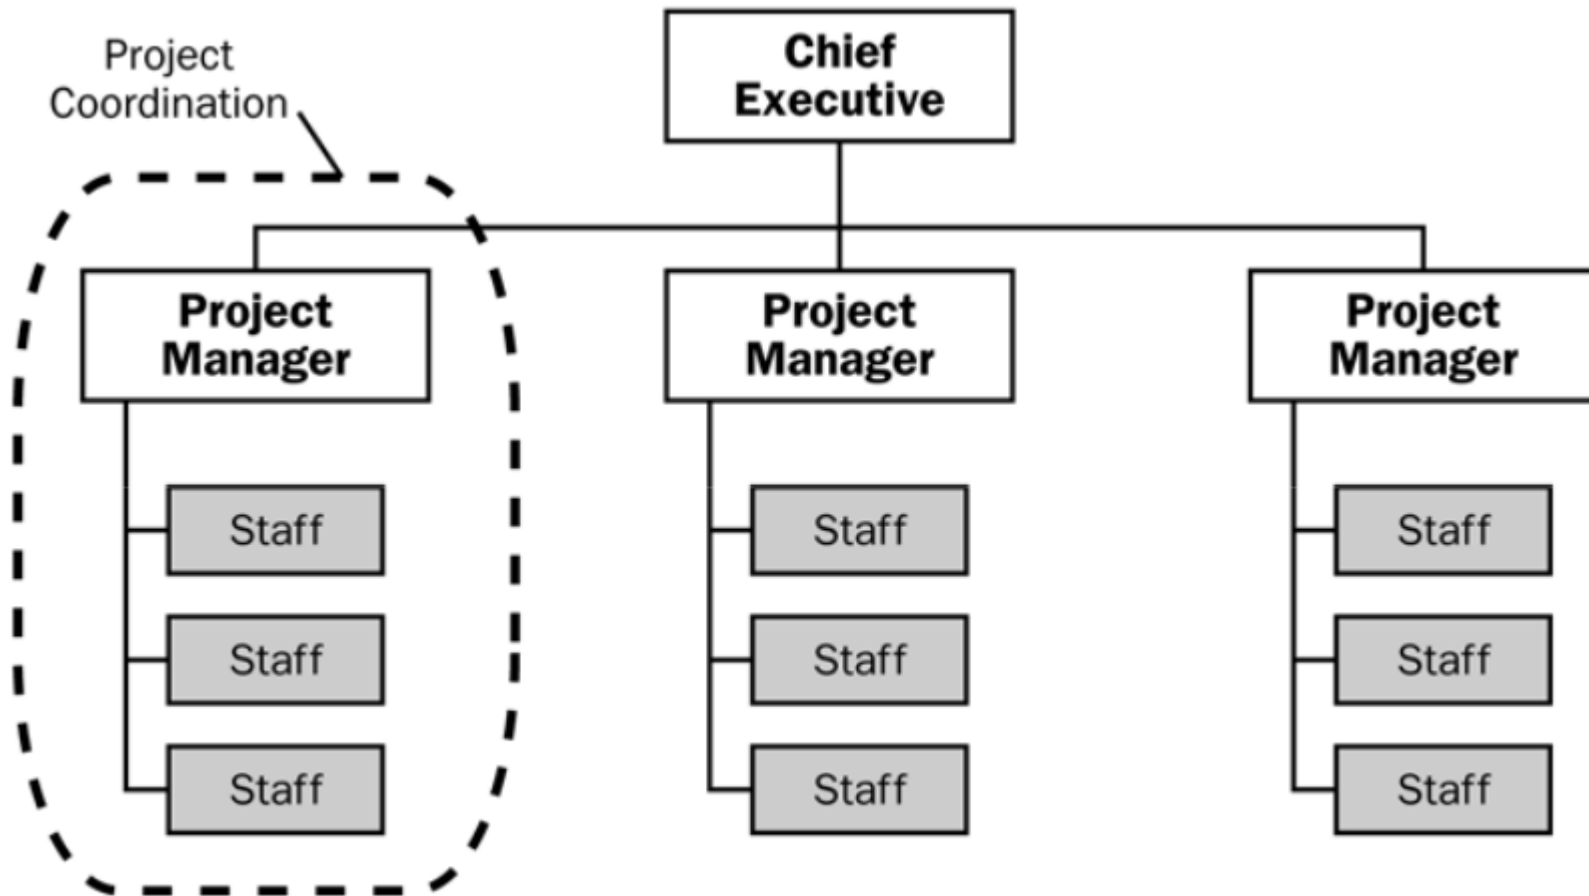 Project
Coordination
Chief
Executive
Project
Manager
Project
Manager
Project
Manager
Staff
Staff
Staff
Staff
Staff
Staff
Staff
Staff
Staff